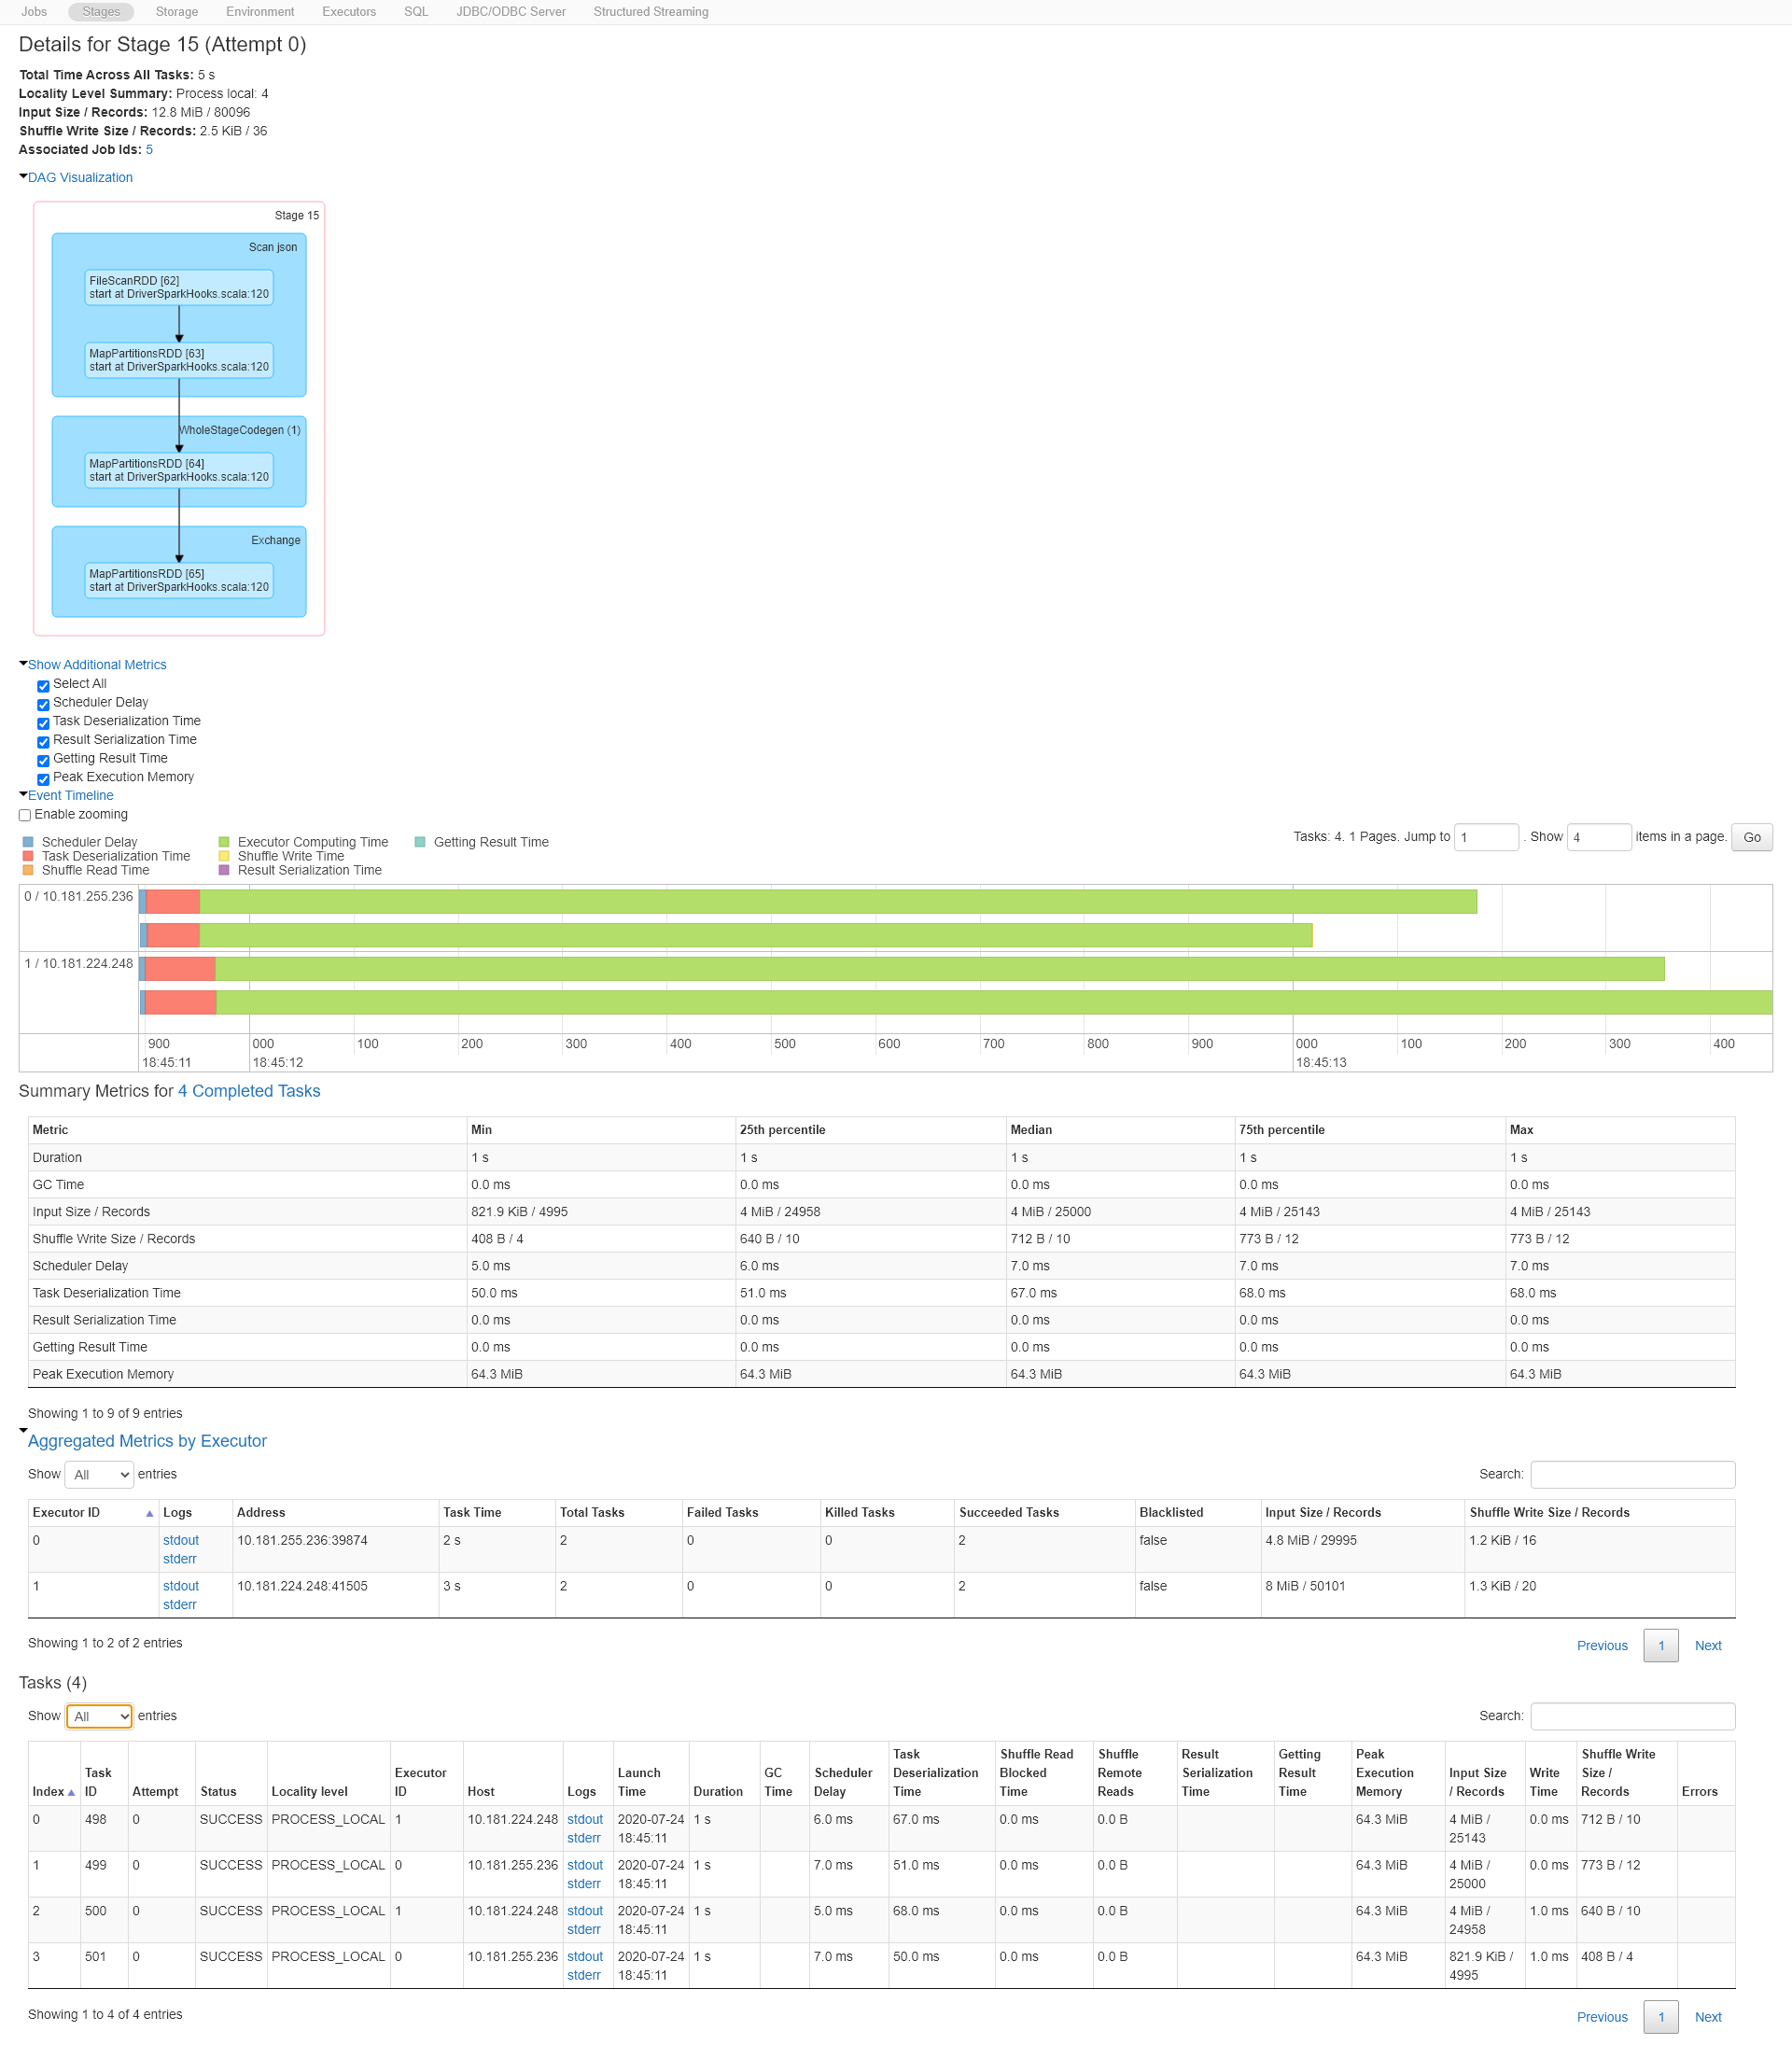 Jobs Stages Storage Environment Executors SQL JDBC/ODBC Server Structured Streaming
Details for Stage 15 (Attempt 0)
Total Time Across All Tasks: 5 s
Locality Level Summary: Process local: 4
Input Size / Records: 12.8 MiB / 80096
Shuffle Write Size / Records: 2.5 KiB / 36
Associated Job Ids: 5
DAG Visualization
Stage 15
Scan json
FileScanRDD [62]
start at DriverSparkHooks.scala:120
MapPartitionsRDD [63]
start at DriverSparkHooks.scala:120
WholeStageCodegen (1)
MapPartitionsRDD [64]
start at DriverSparkHooks.scala:120
Exchange
MapPartitionsRDD [65]
start at DriverSparkHooks.scala:120
Show Additional Metrics
Select All
Scheduler Delay
Task Deserialization Time
Result Serialization Time
Getting Result Time
Peak Execution Memory
Event Timeline
Enable zooming
Tasks: 4. 1 Pages. Jump to 1 . Show 4 items in a page. Go
Scheduler Delay Executor Computing Time Getting Result Time
Task Deserialization Time Shuffle Write Time
Shuffle Read Time Result Serialization Time
0 / 10.181.255.236
1 / 10.181.224.248
900 000 100 200 300 400 500 600 700 800 900 000 100 200 300 400
18:45:11 18:45:12 18:45:13
Summary Metrics for 4 Completed Tasks
Metric Min 25th percentile Median 75th percentile Max
Duration 1 s 1 s 1 s 1 s 1 s
GC Time 0.0 ms 0.0 ms 0.0 ms 0.0 ms 0.0 ms
Input Size / Records 821.9 KiB / 4995 4 MiB / 24958 4 MiB / 25000 4 MiB / 25143 4 MiB / 25143
Shuffle Write Size / Records 408 B / 4 640 B / 10 712 B / 10 773 B / 12 773 B / 12
Scheduler Delay 5.0 ms 6.0 ms 7.0 ms 7.0 ms 7.0 ms
Task Deserialization Time 50.0 ms 51.0 ms 67.0 ms 68.0 ms 68.0 ms
Result Serialization Time 0.0 ms 0.0 ms 0.0 ms 0.0 ms 0.0 ms
Getting Result Time 0.0 ms 0.0 ms 0.0 ms 0.0 ms 0.0 ms
Peak Execution Memory 64.3 MiB 64.3 MiB 64.3 MiB 64.3 MiB 64.3 MiB
Showing 1 to 9 of 9 entries
Aggregated Metrics by Executor
Show All entries Search:
Executor ID Logs Address Task Time Total Tasks Failed Tasks Killed Tasks Succeeded Tasks Blacklisted Input Size / Records Shuffle Write Size / Records
0 stdout 10.181.255.236:39874 2 s 2 0 0 2 false 4.8 MiB / 29995 1.2 KiB / 16
stderr
1 stdout 10.181.224.248:41505 3 s 2 0 0 2 false 8 MiB / 50101 1.3 KiB / 20
stderr
Showing 1 to 2 of 2 entries Previous 1 Next
Tasks (4)
Show All entries Search:
Task Shuffle Read Shuffle Result Getting Peak Shuffle Write
Task Executor Launch GC Scheduler Deserialization Blocked Remote Serialization Result Execution Input Size Write Size /
Index ID Attempt Status Locality level ID Host Logs Time Duration Time Delay Time Time Reads Time Time Memory / Records Time Records Errors
0 498 0 SUCCESS PROCESS_LOCAL 1 10.181.224.248 stdout 2020-07-24 1 s 6.0 ms 67.0 ms 0.0 ms 0.0 B 64.3 MiB 4 MiB / 0.0 ms 712 B / 10
stderr 18:45:11 25143
1 499 0 SUCCESS PROCESS_LOCAL 0 10.181.255.236 stdout 2020-07-24 1 s 7.0 ms 51.0 ms 0.0 ms 0.0 B 64.3 MiB 4 MiB / 0.0 ms 773 B / 12
stderr 18:45:11 25000
2 500 0 SUCCESS PROCESS_LOCAL 1 10.181.224.248 stdout 2020-07-24 1 s 5.0 ms 68.0 ms 0.0 ms 0.0 B 64.3 MiB 4 MiB / 1.0 ms 640 B / 10
stderr 18:45:11 24958
3 501 0 SUCCESS PROCESS_LOCAL 0 10.181.255.236 stdout 2020-07-24 1 s 7.0 ms 50.0 ms 0.0 ms 0.0 B 64.3 MiB 821.9 KiB / 1.0 ms 408 B / 4
stderr 18:45:11 4995
Showing 1 to 4 of 4 entries Previous 1 Next